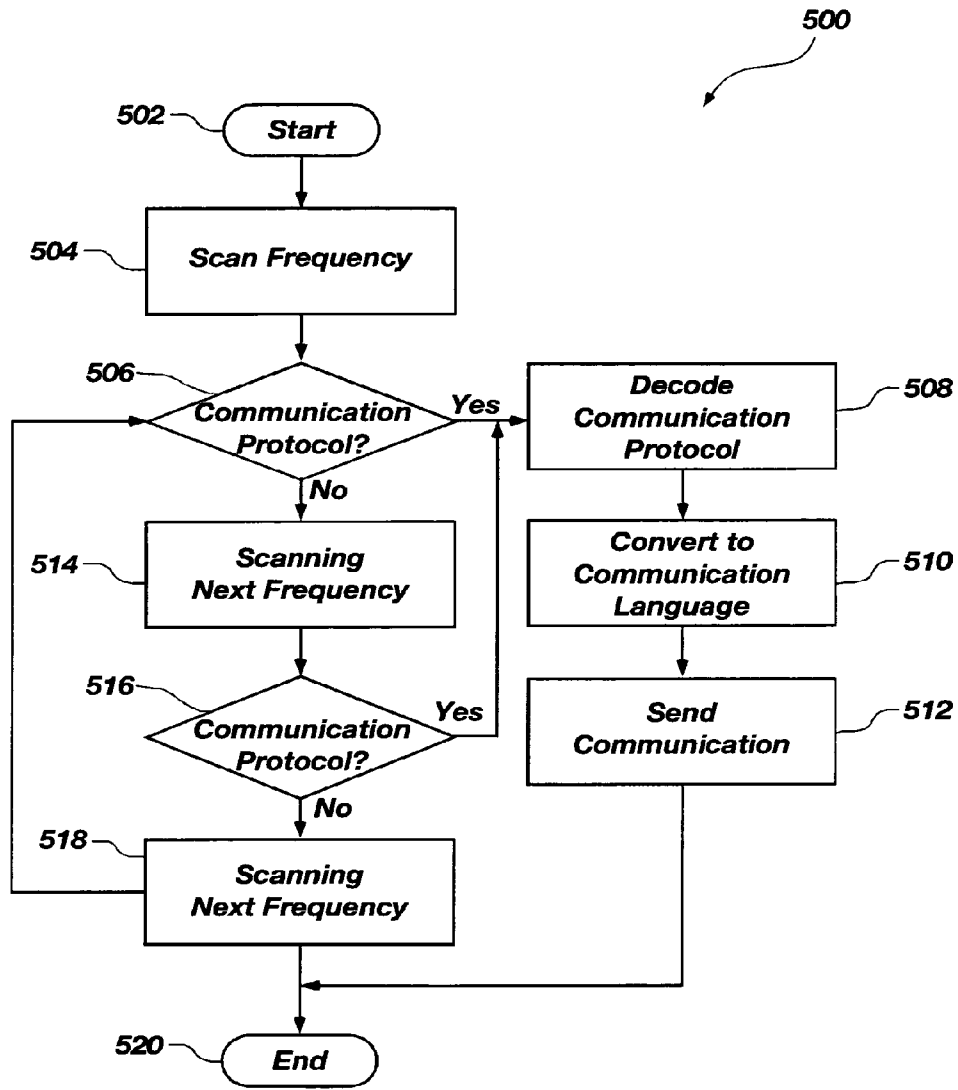 500
502
Start
504
Scan Frequency
506
Communication
Protocol?
Yes
Decode
Communication
Protocol
508
No
514
Scanning
Next Frequency
Convert to
Communication
Language
510
516
Communication
Protocol?
Yes
Send
Communication
512
No
518
Scanning
Next Frequency
520
End